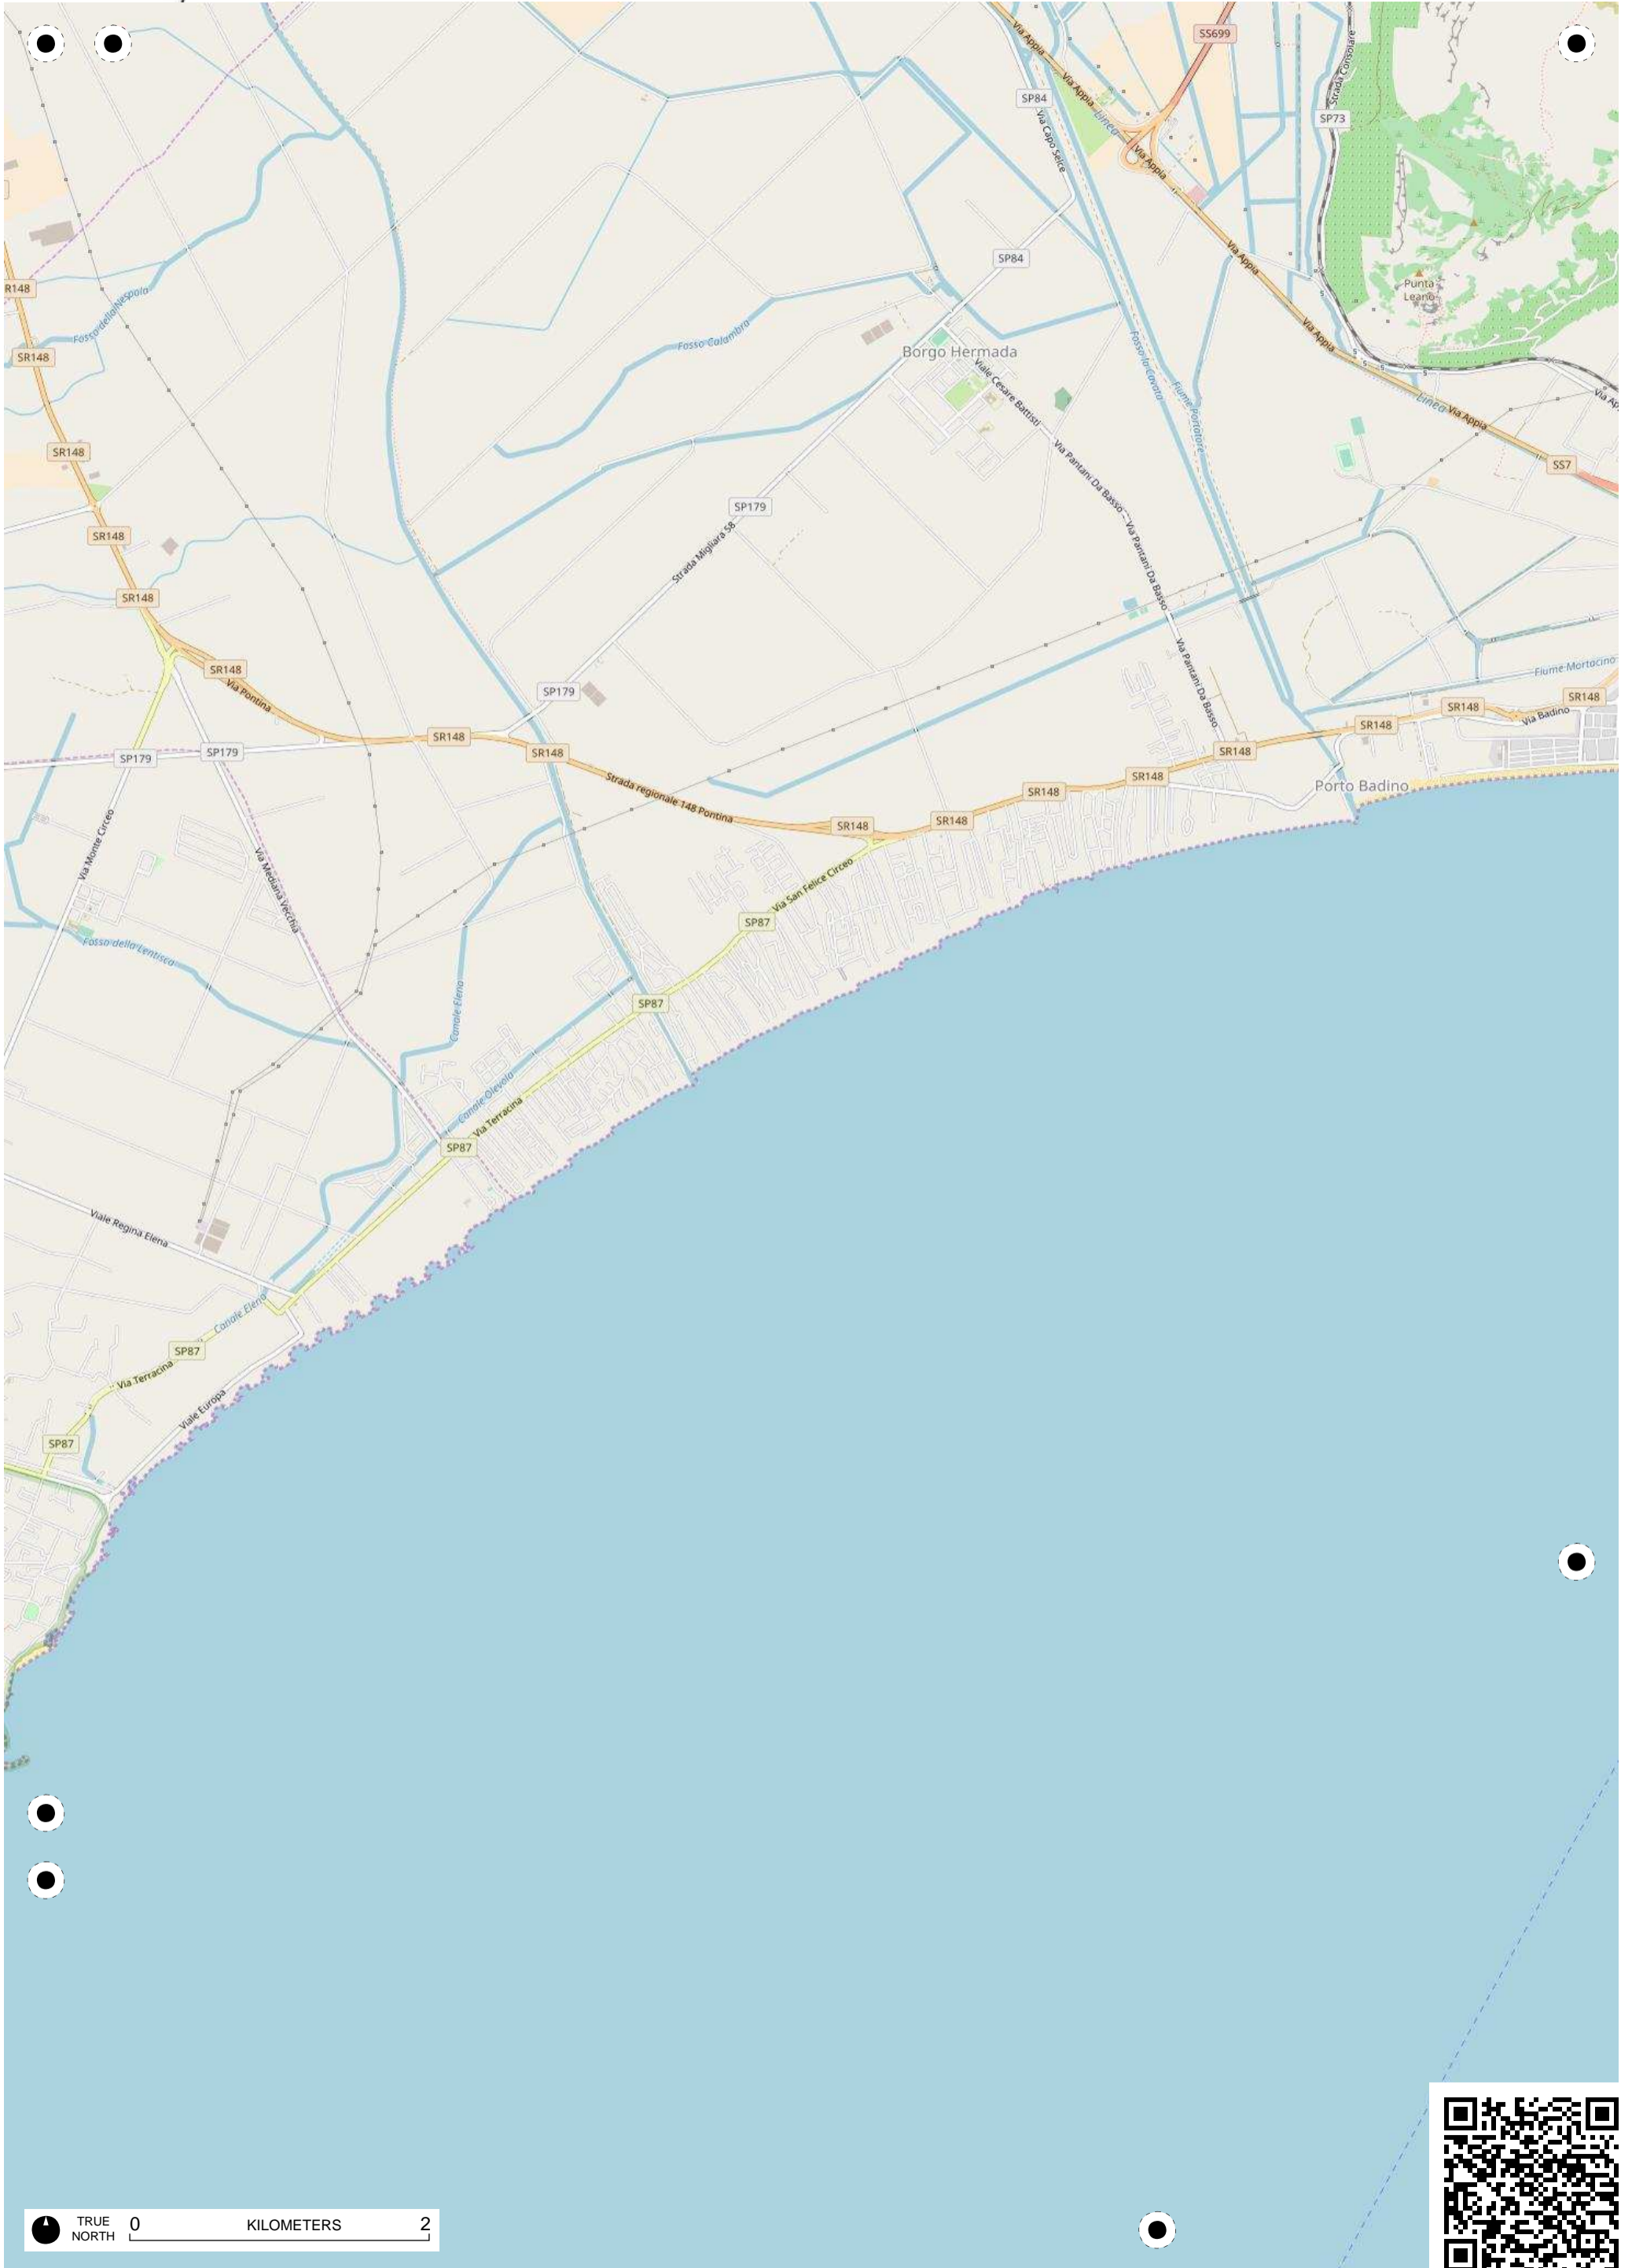 Via Appia
SS699
Strada Consolare
Via Appia
SP84
Linea
SP73
Via Capo Selce
Via Appia
Via Appia
SP84
R148
Punta
Leano
Fosso della Nespola
Via Appia
Fosso Calambra
SR148
Borgo Hermada
Fosso la Cavata
Viale Cesare Battisti
Fiume Portatore
Linea
Via Appia
Via Ap
SR148
Via Pantani Da Basso
SS7
SP179
SR148
Strada Migliara 58
Via Pantani Da Basso
SR148
Via Pantani Da Basso
SR148
Fiume Mortacino
Via Pontina
SP179
SR148
SR148
SR148
Via Badino
SR148
SR148
SP179
SP179
SR148
SR148
Strada regionale 148 Pontina
SR148
SR148
Porto Badino
SR148
SR148
Via Monte Circeo
Via Mediana Vecchia
Via San Felice Circeo
SP87
Fosso della Lentisca
Canale Elena
SP87
Canale Olevola
Via Terracina
SP87
Viale Regina Elena
Canale Elena
SP87
Via Terracina
Viale Europa
SP87
TRUE
NORTH
0 KILOMETERS 2